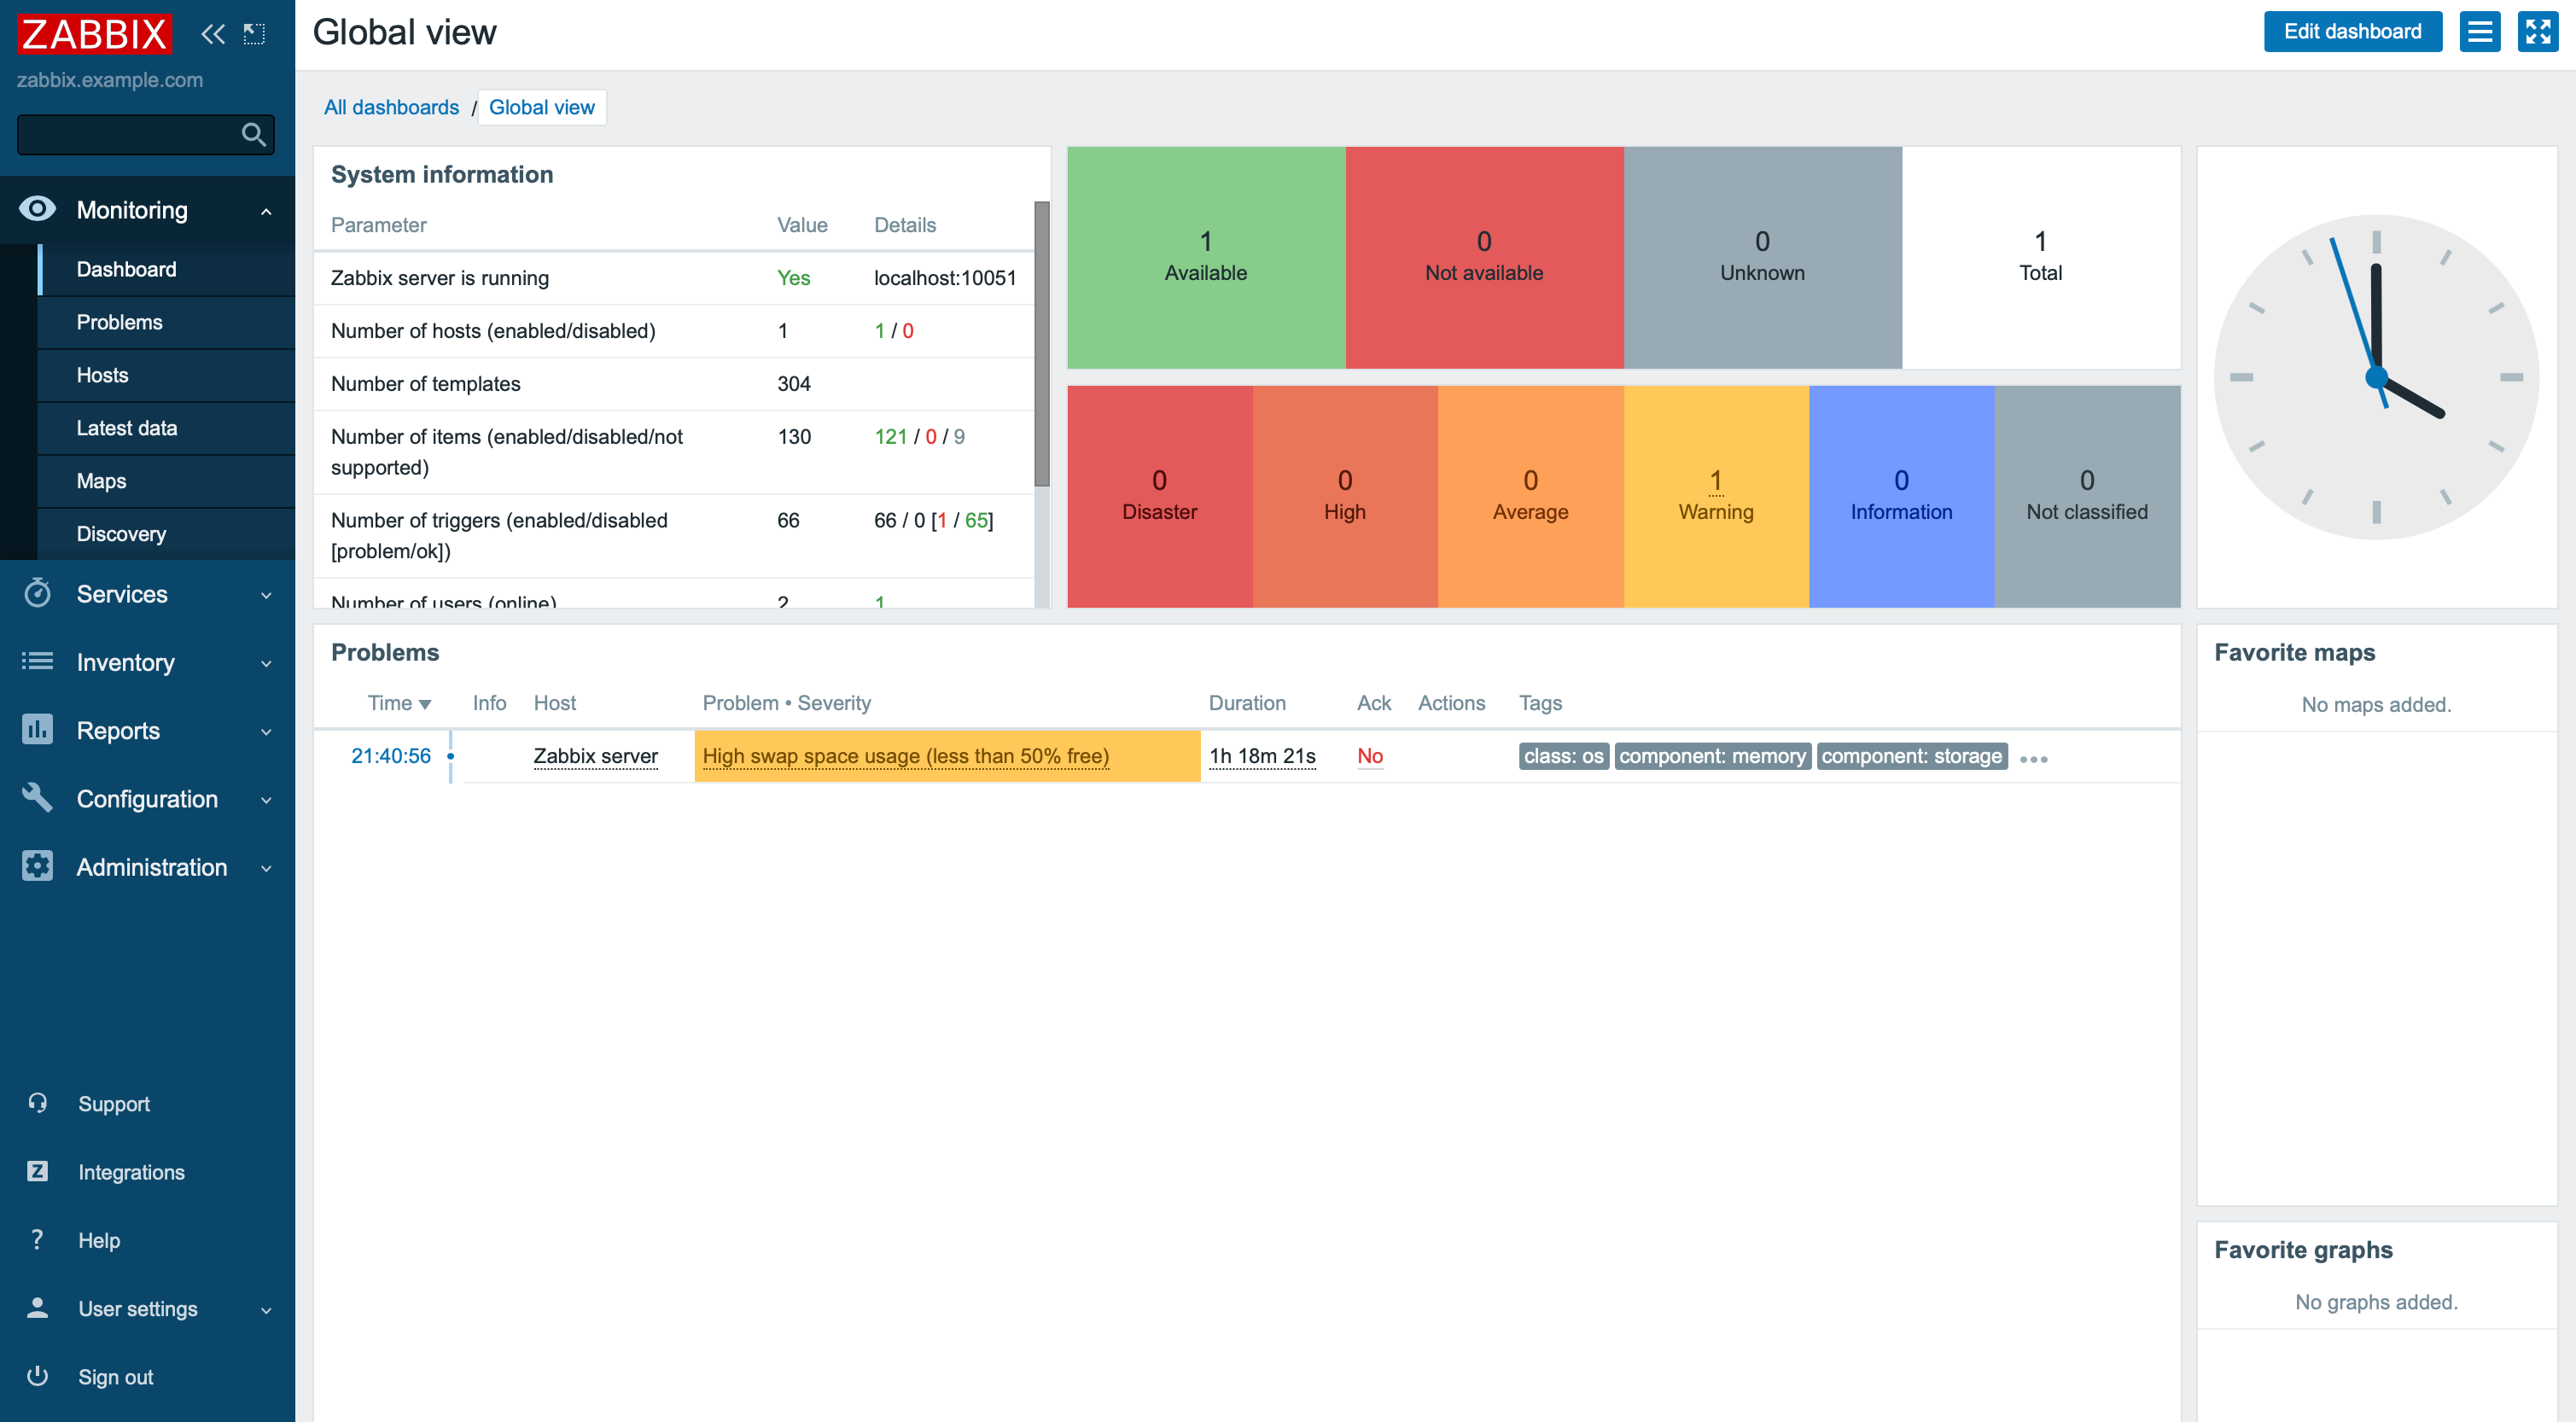 ZABBIX
zabbix.example.com
Monitoring
Dashboard
Problems
Hosts
Latest data
Maps
Discovery
Services
Inventory
Reports
Configuration
Administration
Support
Z Integrations
? Help
User settings
Sign out
Global view
Edit dashboard
All dashboards / Global view
System information
Parameter Value Details
Zabbix server is running Yes localhost:10051
Number of hosts (enabled/disabled) 1 1 / 0
Number of templates 304
Number of items (enabled/disabled/not 130 121 / 0 / 9
supported)
Number of triggers (enabled/disabled 66 66 / 0 [1 / 65]
[problem/ok])
Number of users (online) 2 1
1 0 0 1
Available Not available Unknown Total
0 0 0 1 0 0
Disaster High Average Warning Information Not classified
Problems
Time Info Host Problem • Severity Duration Ack Actions Tags
21:40:56 Zabbix server High swap space usage (less than 50% free) 1h 18m 21s No class: os component: memory component: storage •••
Favorite maps
No maps added.
Favorite graphs
No graphs added.